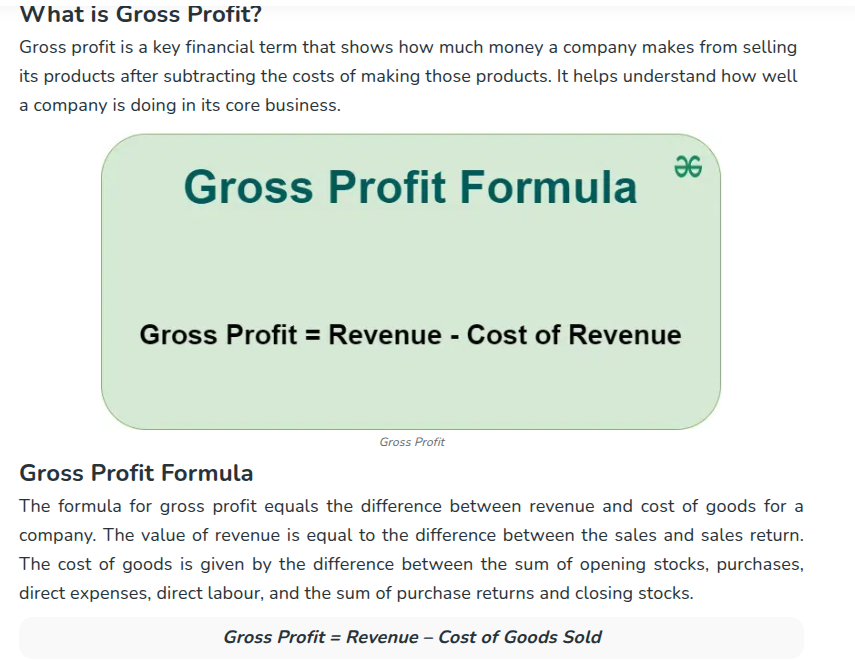 What is Gross Profit?
Gross profit is a key financial term that shows how much money a company makes from selling
its products after subtracting the costs of making those products. It helps understand how well
a company is doing in its core business.
Gross Profit Formula
Gross Profit = Revenue - Cost of Revenue
Gross Profit
Gross Profit Formula
The formula for gross profit equals the difference between revenue and cost of goods for a
company. The value of revenue is equal to the difference between the sales and sales return.
The cost of goods is given by the difference between the sum of opening stocks, purchases,
direct expenses, direct labour, and the sum of purchase returns and closing stocks.
Gross Profit = Revenue – Cost of Goods Sold